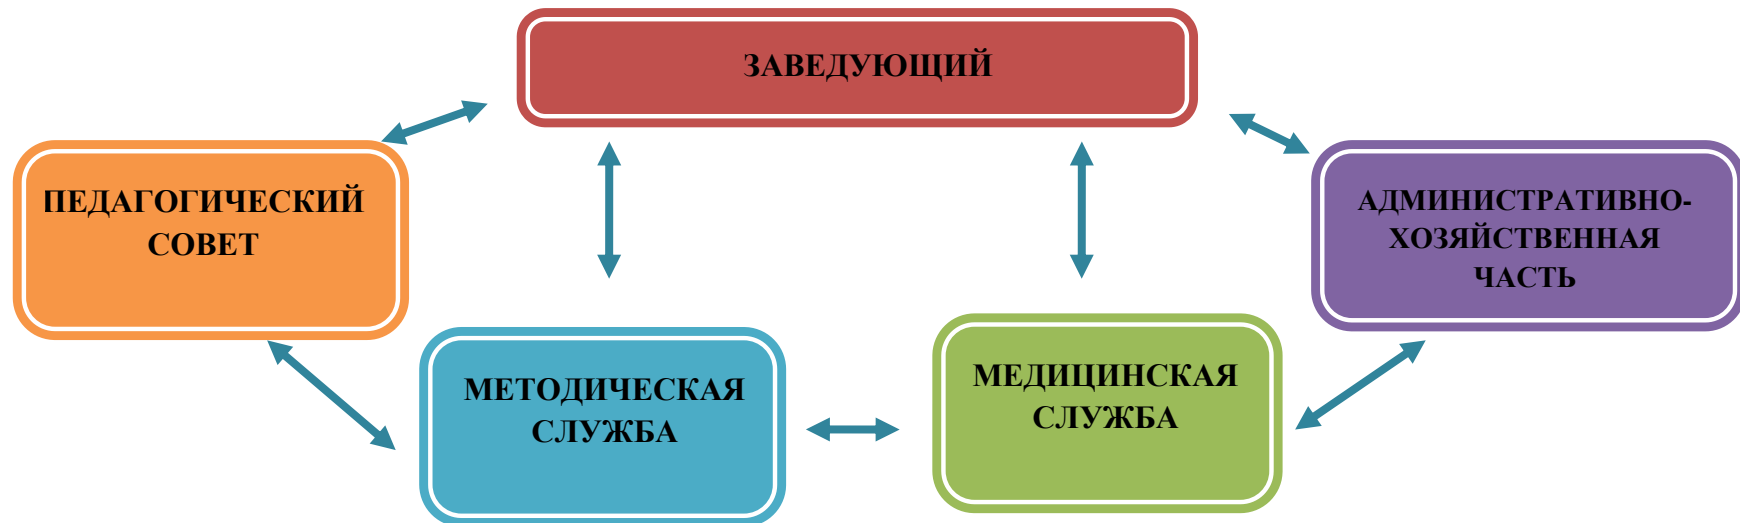 ЗАВЕДУЮЩИЙ
ПЕДАГОГИЧЕСКИЙ
СОВЕТ
АДМИНИСТРАТИВНО-
ХОЗЯЙСТВЕННАЯ
ЧАСТЬ
МЕТОДИЧЕСКАЯ
СЛУЖБА
МЕДИЦИНСКАЯ
СЛУЖБА